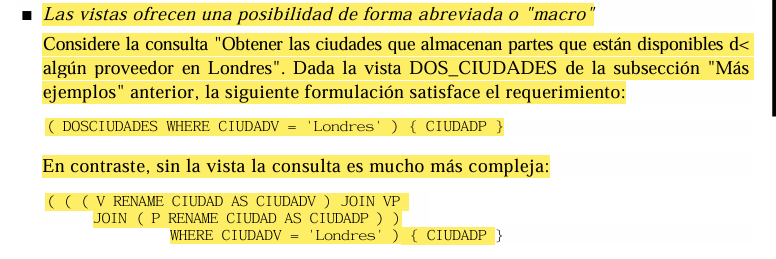 ■ Las vistas ofrecen una posibilidad de forma abreviada o "macro"
Considere la consulta "Obtener las ciudades que almacenan partes que están disponibles d<
algún proveedor en Londres". Dada la vista DOS_CIUDADES de la subsección "Más
ejemplos" anterior, la siguiente formulación satisface el requerimiento:
( DOSCIUDADES WHERE CIUDADV = 'Londres' ) { CIUDADP }
En contraste, sin la vista la consulta es mucho más compleja:
( ( ( V RENAME CIUDAD AS CIUDADV ) JOIN VP
JOIN ( P RENAME CIUDAD AS CIUDADP ) )
WHERE CIUDADV = 'Londres' ) { CIUDADP }